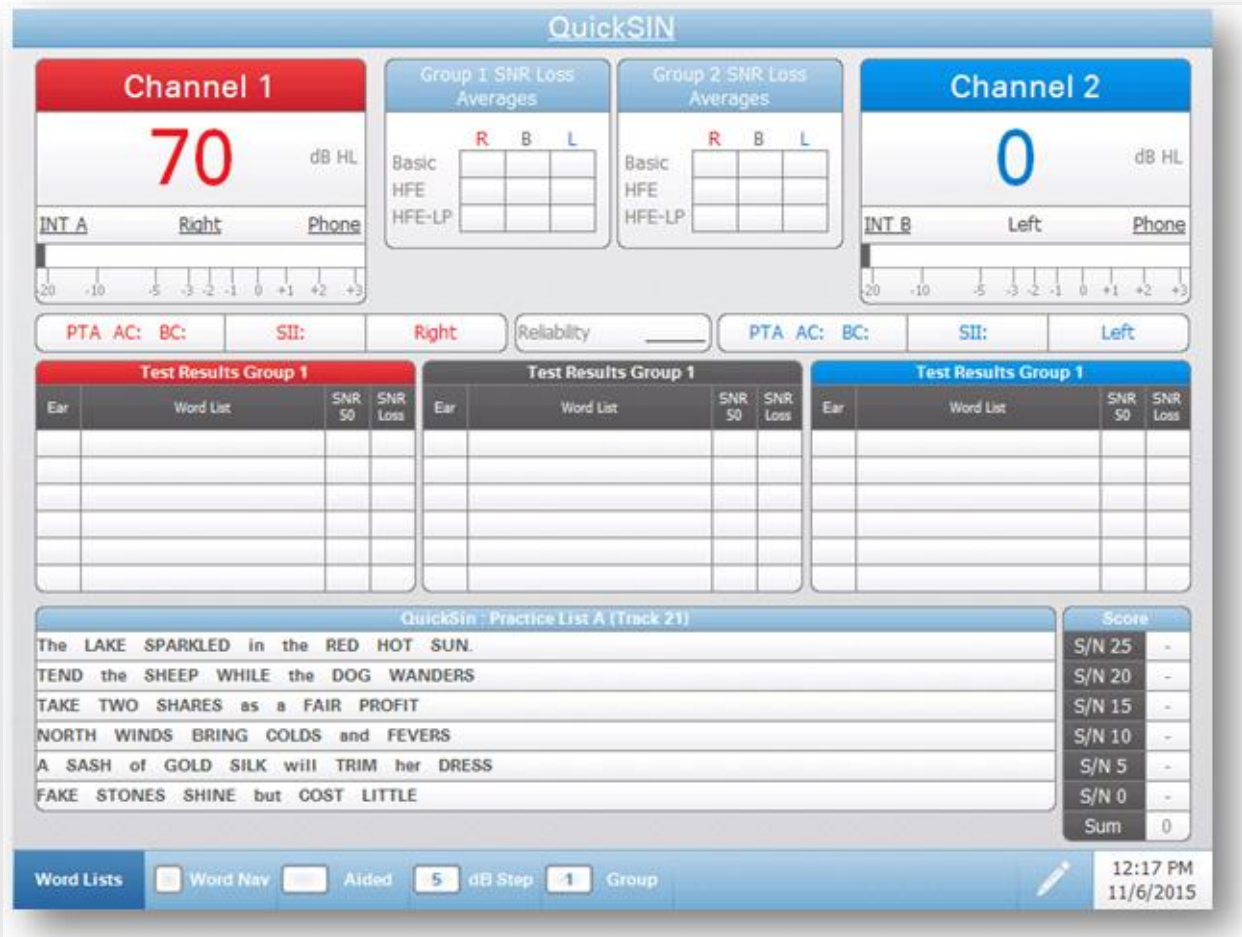 QuickSIN
Channel 1
70 dB HL
INT A Right Phone
-20 -10 -5 -3 -2 -1 0 +1 +2 +3
Group 1 SNR Loss
Averages
R B L
Basic
HFE
HFE-LP
Group 2 SNR Loss
Averages
R B L
Basic
HFE
HFE-LP
Channel 2
0 dB HL
INT B Left Phone
-20 -10 -5 -3 -2 -1 0 +1 +2 +3
PTA AC: BC: SII: Right
Reliability
PTA AC: BC: SII: Left
Test Results Group 1
Ear Word List SNR 50 SNR Loss
Test Results Group 1
Ear Word List SNR 50 SNR Loss
Test Results Group 1
Ear Word List SNR 50 SNR Loss
QuickSin : Practice List A (Track 21)
The LAKE SPARKLED in the RED HOT SUN.
TEND the SHEEP WHILE the DOG WANDERS
TAKE TWO SHARES as a FAIR PROFIT
NORTH WINDS BRING COLDS and FEVERS
A SASH of GOLD SILK will TRIM her DRESS
FAKE STONES SHINE but COST LITTLE
Score
S/N 25 -
S/N 20 -
S/N 15 -
S/N 10 -
S/N 5 -
S/N 0 -
Sum 0
Word Lists Word Nav Aided 5 dB Step 1 Group
12:17 PM
11/6/2015